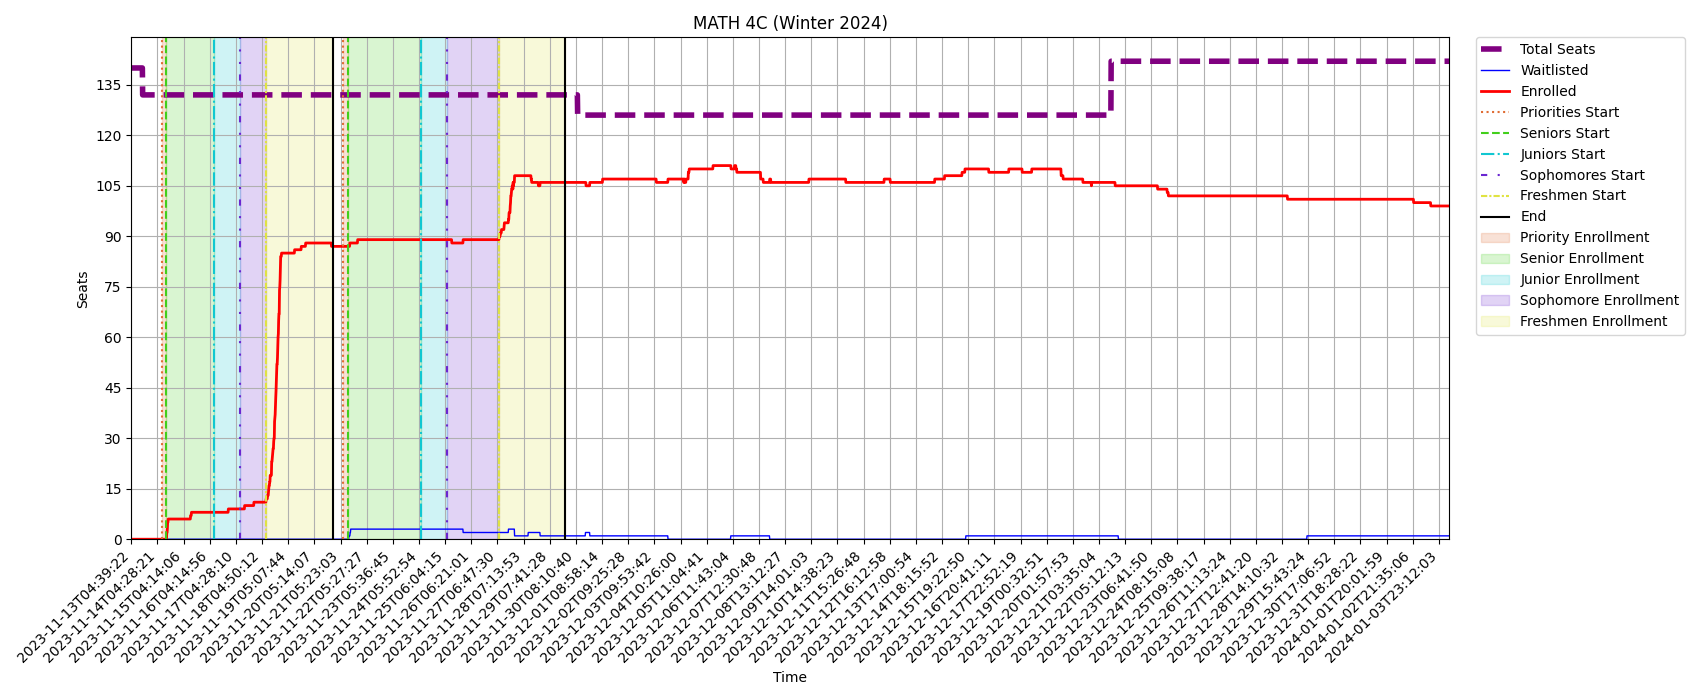 MATH 4C (Winter 2024)
Total Seats
Waitlisted
Enrolled
Priorities Start
Seniors Start
Juniors Start
Sophomores Start
Freshmen Start
End
Priority Enrollment
Senior Enrollment
Junior Enrollment
Sophomore Enrollment
Freshmen Enrollment
Seats
135
120
105
90
75
60
45
30
15
0
2023-11-13T04:39:22
2023-11-14T04:28:21
2023-11-15T04:14:06
2023-11-16T04:14:56
2023-11-17T04:28:10
2023-11-18T04:50:12
2023-11-19T05:07:44
2023-11-20T05:14:07
2023-11-21T05:23:03
2023-11-22T05:27:27
2023-11-23T05:36:45
2023-11-24T05:52:54
2023-11-26T06:04:15
2023-11-26T06:21:01
2023-11-27T06:47:30
2023-11-28T07:13:53
2023-11-29T07:41:28
2023-11-30T08:10:40
2023-12-01T08:58:14
2023-12-02T09:25:28
2023-12-03T09:53:42
2023-12-04T10:26:00
2023-12-05T11:04:41
2023-12-06T11:43:04
2023-12-07T12:30:48
2023-12-08T13:12:27
2023-12-09T14:01:03
2023-12-10T14:38:23
2023-12-11T15:26:48
2023-12-12T16:12:58
2023-12-13T17:00:54
2023-12-14T18:15:52
2023-12-15T19:22:50
2023-12-16T20:41:11
2023-12-17T22:52:19
2023-12-19T00:32:51
2023-12-20T01:57:53
2023-12-21T03:35:04
2023-12-22T05:12:13
2023-12-23T06:41:50
2023-12-24T08:15:08
2023-12-25T09:38:17
2023-12-26T11:13:24
2023-12-27T12:41:20
2023-12-28T14:10:32
2023-12-29T15:43:24
2023-12-30T17:06:52
2023-12-31T18:28:22
2024-01-01T20:01:59
2024-01-02T21:35:06
2024-01-03T23:12:03
Time